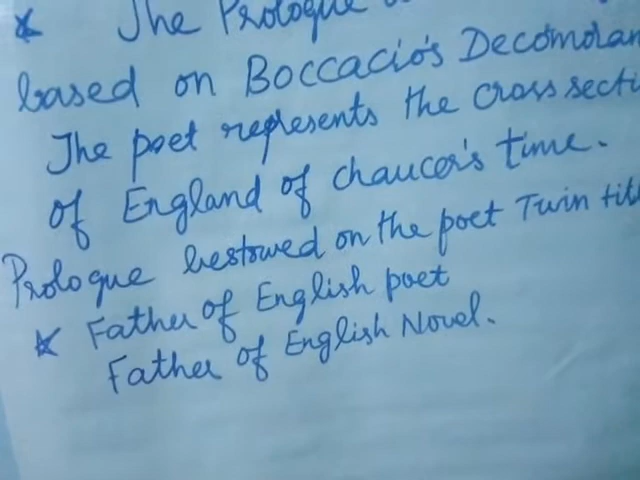 * The Prologue
based on Boccacio's Decomoran
The poet represents the cross secti
of England of chaucer's time.
Prologue bestowed on the poet Twin tit
* Father of English poet
Father of English Novel.